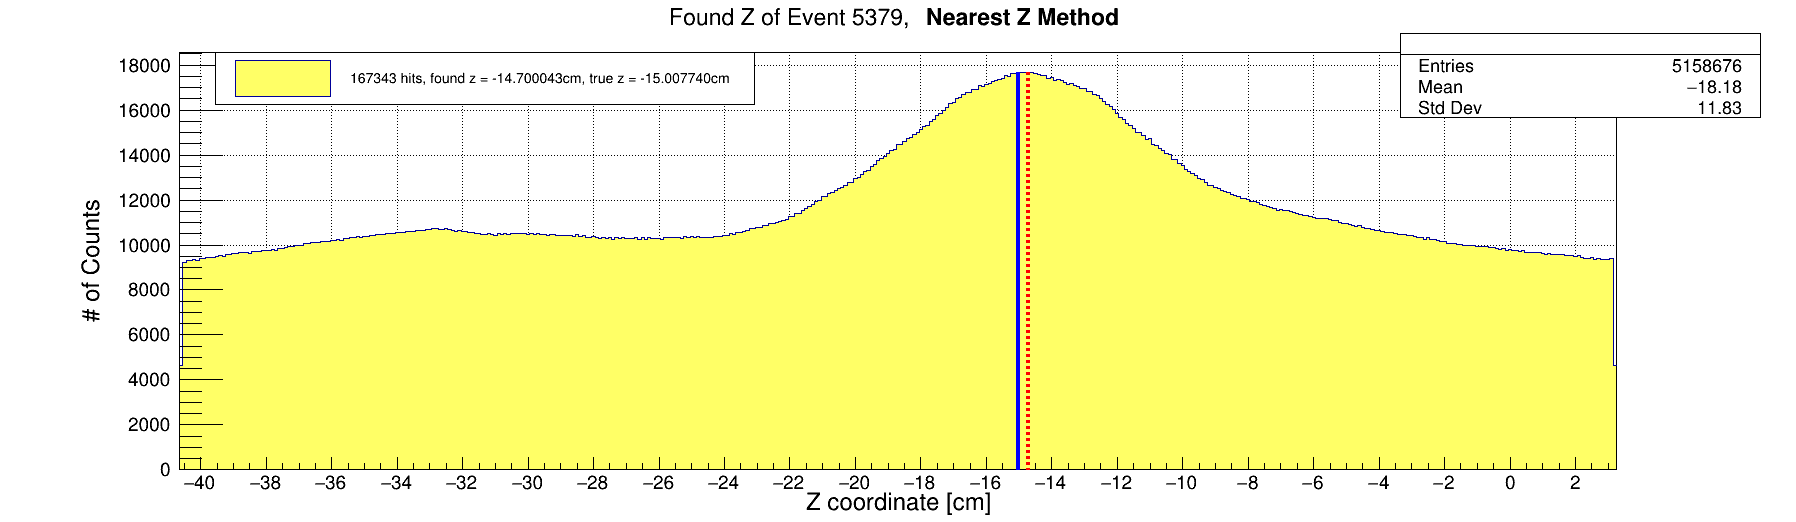 Found Z of Event 5379, Nearest Z Method
167343 hits, found z = -14.700043cm, true z = -15.007740cm
Entries 5158676
Mean −18.18
Std Dev 11.83
# of Counts
18000
16000
14000
12000
10000
8000
6000
4000
2000
0
−40 −38 −36 −34 −32 −30 −28 −26 −24 −22 −20 −18 −16 −14 −12 −10 −8 −6 −4 −2 0 2
Z coordinate [cm]